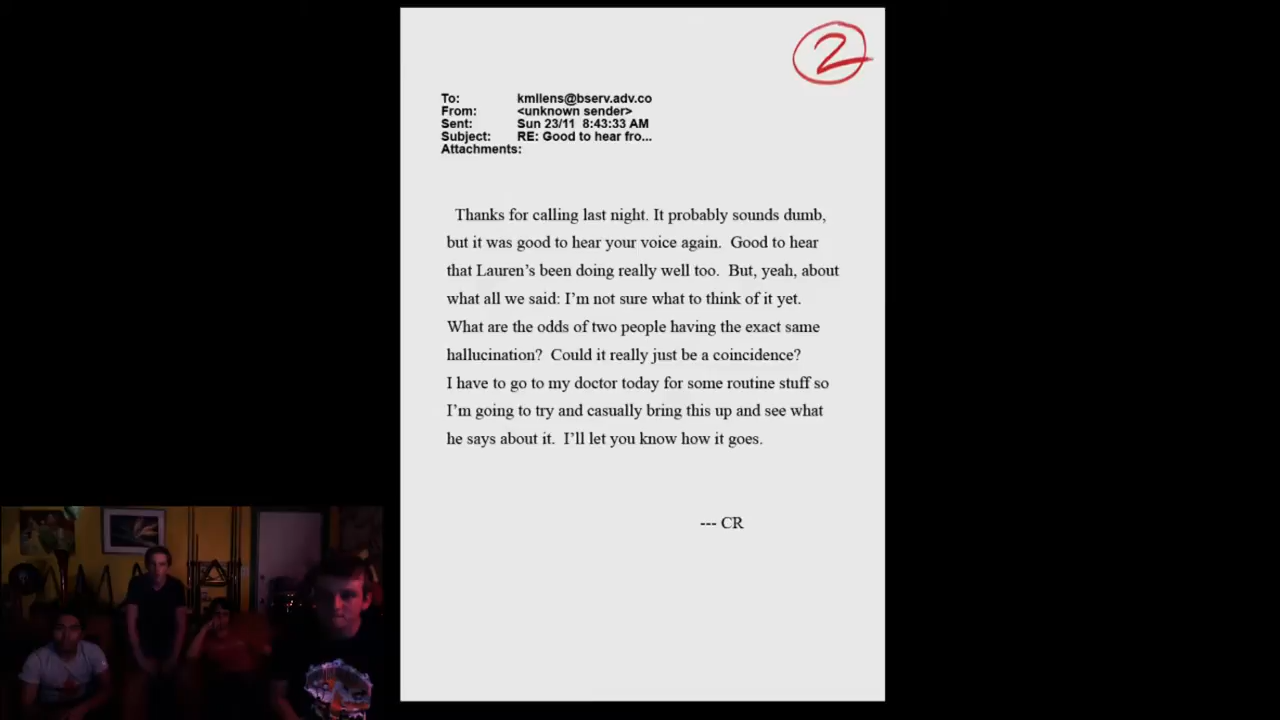 2
To: kmllens@bserv.adv.co
From: <unknown sender>
Sent: Sun 23/11 8:43:33 AM
Subject: RE: Good to hear fro...
Attachments:
Thanks for calling last night. It probably sounds dumb,
but it was good to hear your voice again. Good to hear
that Lauren's been doing really well too. But, yeah, about
what all we said: I'm not sure what to think of it yet.
What are the odds of two people having the exact same
hallucination? Could it really just be a coincidence?
I have to go to my doctor today for some routine stuff so
I'm going to try and casually bring this up and see what
he says about it. I'll let you know how it goes.
--- CR